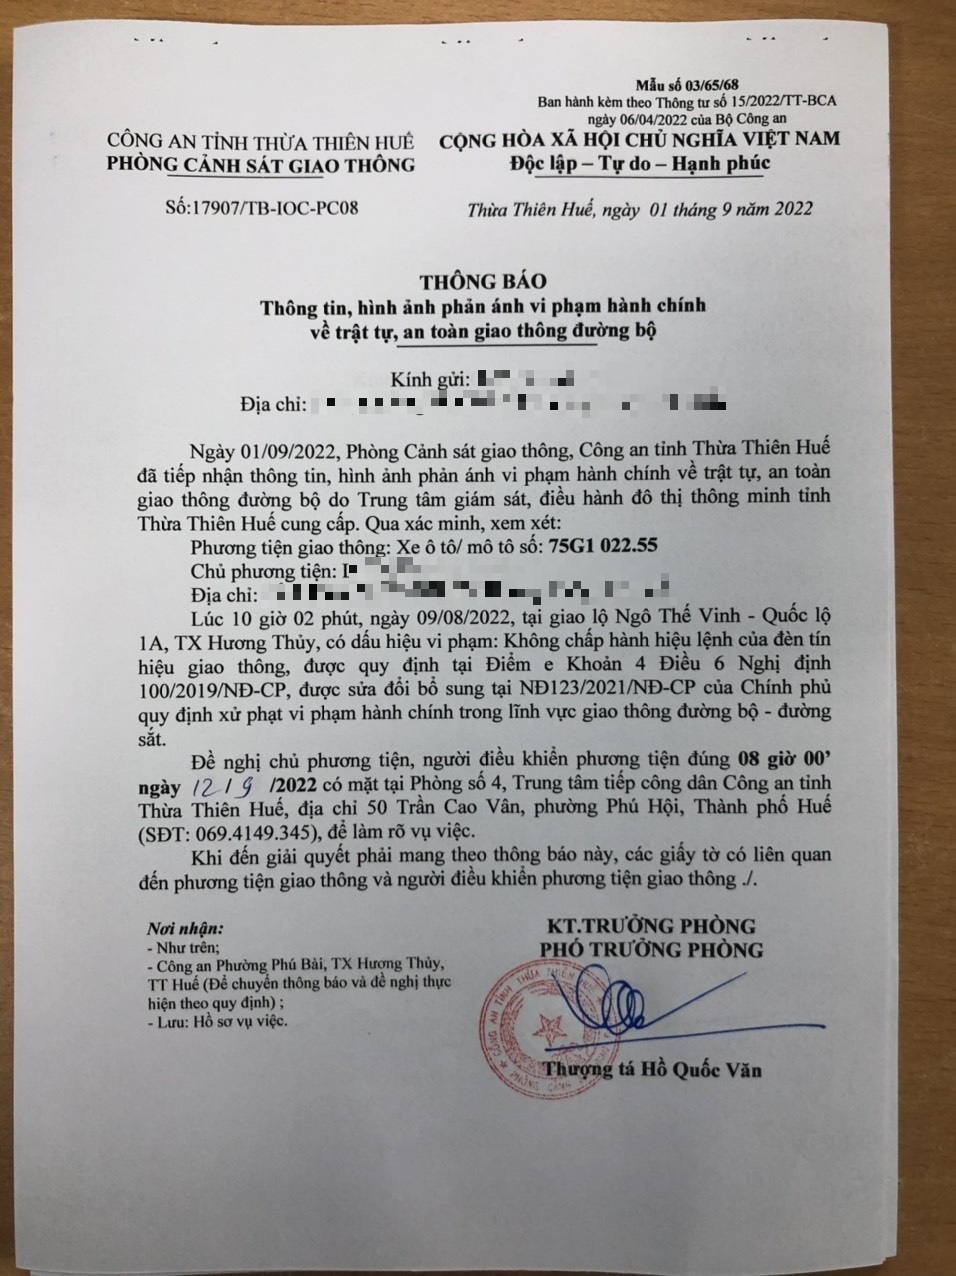 Mẫu số 03/65/68
Ban hành kèm theo Thông tư số 15/2022/TT-BCA
ngày 06/04/2022 của Bộ Công an
CÔNG AN TỈNH THỪA THIÊN HUẾ
PHÒNG CẢNH SÁT GIAO THÔNG
CỘNG HÒA XÃ HỘI CHỦ NGHĨA VIỆT NAM
Độc lập – Tự do – Hạnh phúc
Số:17907/TB-IOC-PC08
Thừa Thiên Huế, ngày 01 tháng 9 năm 2022
THÔNG BÁO
Thông tin, hình ảnh phản ánh vi phạm hành chính
về trật tự, an toàn giao thông đường bộ
Kính gửi:
Địa chỉ:
Ngày 01/09/2022, Phòng Cảnh sát giao thông, Công an tỉnh Thừa Thiên Huế
đã tiếp nhận thông tin, hình ảnh phản ánh vi phạm hành chính về trật tự, an toàn
giao thông đường bộ do Trung tâm giám sát, điều hành đô thị thông minh tỉnh
Thừa Thiên Huế cung cấp. Qua xác minh, xem xét:
Phương tiện giao thông: Xe ô tô/ mô tô số: 75G1 022.55
Chủ phương tiện:
Địa chỉ:
Lúc 10 giờ 02 phút, ngày 09/08/2022, tại giao lộ Ngô Thế Vinh - Quốc lộ
1A, TX Hương Thủy, có dấu hiệu vi phạm: Không chấp hành hiệu lệnh của đèn tín
hiệu giao thông, được quy định tại Điểm e Khoản 4 Điều 6 Nghị định
100/2019/NĐ-CP, được sửa đổi bổ sung tại NĐ123/2021/NĐ-CP của Chính phủ
quy định xử phạt vi phạm hành chính trong lĩnh vực giao thông đường bộ - đường
sắt.
Đề nghị chủ phương tiện, người điều khiển phương tiện đúng 08 giờ 00’
ngày 12/9 /2022 có mặt tại Phòng số 4, Trung tâm tiếp công dân Công an tỉnh
Thừa Thiên Huế, địa chỉ 50 Trần Cao Vân, phường Phú Hội, Thành phố Huế
(SĐT: 069.4149.345), để làm rõ vụ việc.
Khi đến giải quyết phải mang theo thông báo này, các giấy tờ có liên quan
đến phương tiện giao thông và người điều khiển phương tiện giao thông ./.
Nơi nhận:
- Như trên;
- Công an Phường Phú Bài, TX Hương Thủy,
TT Huế (Để chuyển thông báo và đề nghị thực
hiện theo quy định) ;
- Lưu: Hồ sơ vụ việc.
KT.TRƯỞNG PHÒNG
PHÓ TRƯỞNG PHÒNG
CÔNG AN TỈNH THỪA THIÊN
Thượng tá Hồ Quốc Văn